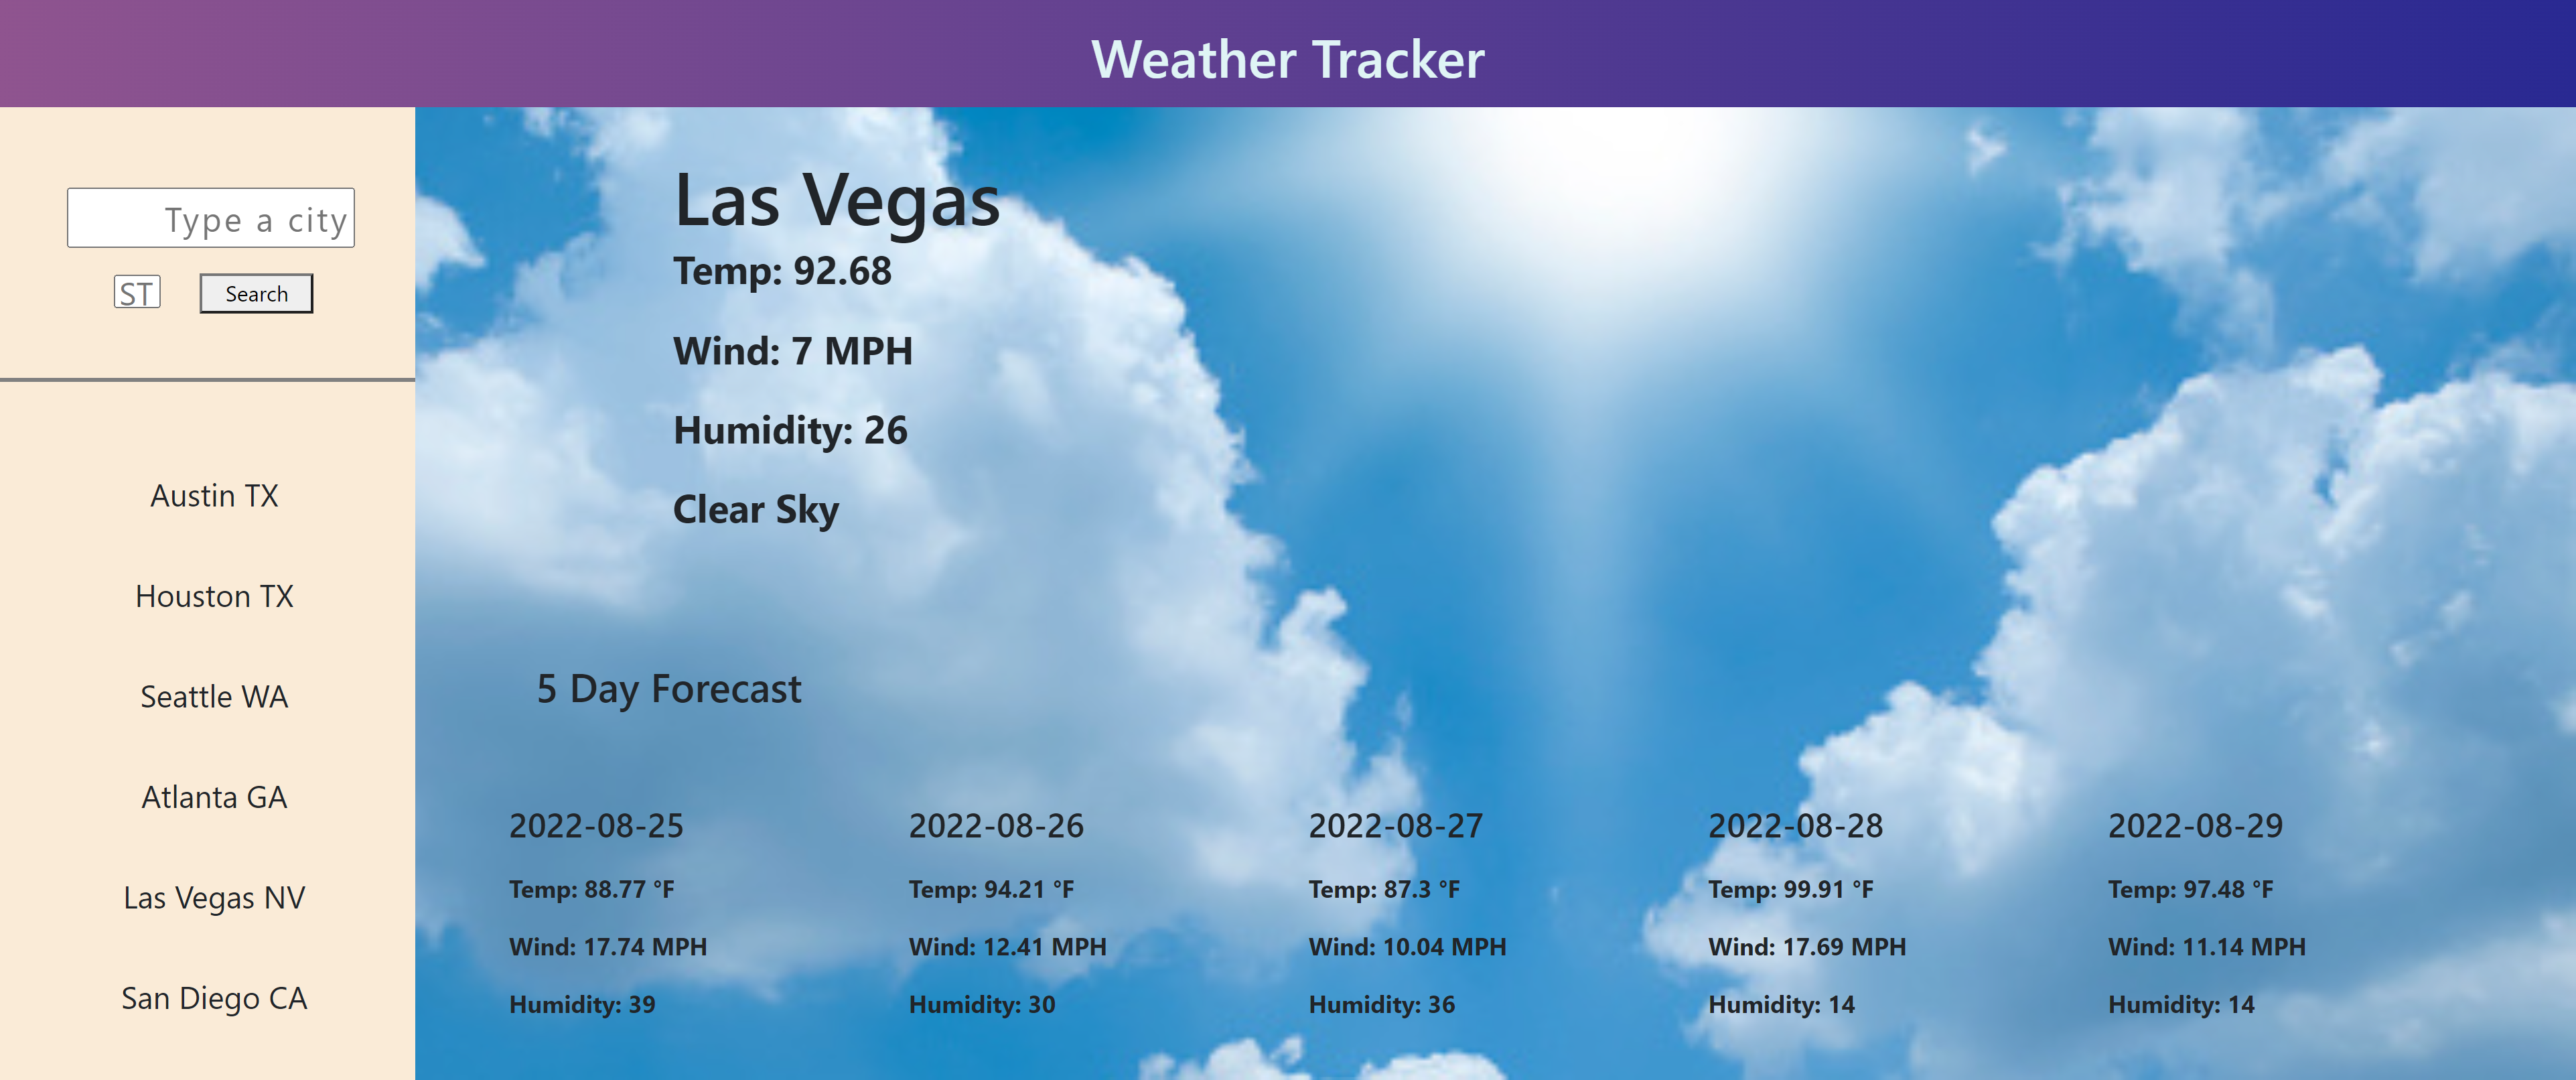 Weather Tracker
Type a city
ST Search
Austin TX
Houston TX
Seattle WA
Atlanta GA
Las Vegas NV
San Diego CA
Las Vegas
Temp: 92.68
Wind: 7 MPH
Humidity: 26
Clear Sky
5 Day Forecast
2022-08-25
Temp: 88.77 °F
Wind: 17.74 MPH
Humidity: 39
2022-08-26
Temp: 94.21 °F
Wind: 12.41 MPH
Humidity: 30
2022-08-27
Temp: 87.3 °F
Wind: 10.04 MPH
Humidity: 36
2022-08-28
Temp: 99.91 °F
Wind: 17.69 MPH
Humidity: 14
2022-08-29
Temp: 97.48 °F
Wind: 11.14 MPH
Humidity: 14